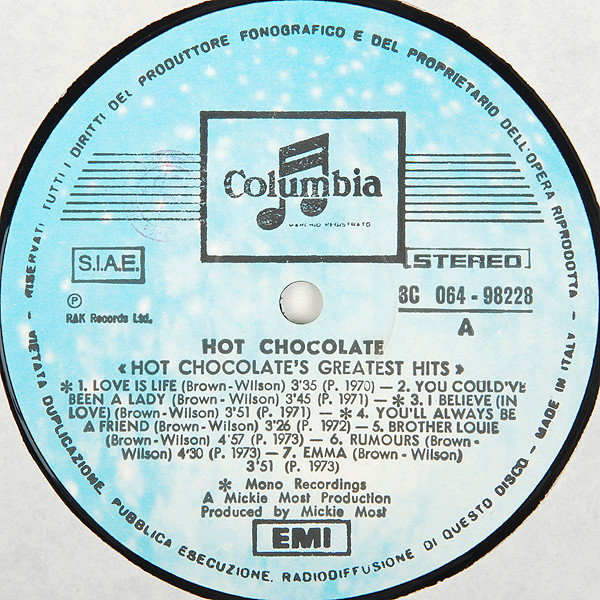 RISERVATI TUTTI I DIRITTI DEL PRODUTTORE FONOGRAFICO E DEL PROPRIETARIO DELL'OPERA RIPRODOTTA - MADE IN ITALY
Columbia
MARCHIO REGISTRATO
S.I.A.E.
STEREO
Ⓟ
RAK Records Ltd.
3C 064 - 98228
A
HOT CHOCOLATE
« HOT CHOCOLATE'S GREATEST HITS »
* 1. LOVE IS LIFE (Brown - Wilson) 3'35 (P. 1970) — 2. YOU COULD'VE
BEEN A LADY (Brown - Wilson) 3'45 (P. 1971) — * 3. I BELIEVE (IN
LOVE) (Brown - Wilson) 3'51 (P. 1971) — * 4. YOU'LL ALWAYS BE
A FRIEND (Brown - Wilson) 3'26 (P. 1972) — 5. BROTHER LOUIE
(Brown - Wilson) 4'57 (P. 1973) — 6. RUMOURS (Brown -
Wilson) 4'30 (P. 1973) — 7. EMMA (Brown - Wilson)
3'51 (P. 1973)
* Mono Recordings
A Mickie Most Production
Produced by Mickie Most
EMI
VIETATA DUPLICAZIONE, PUBBLICA ESECUZIONE, RADIODIFFUSIONE DI QUESTO DISCO -